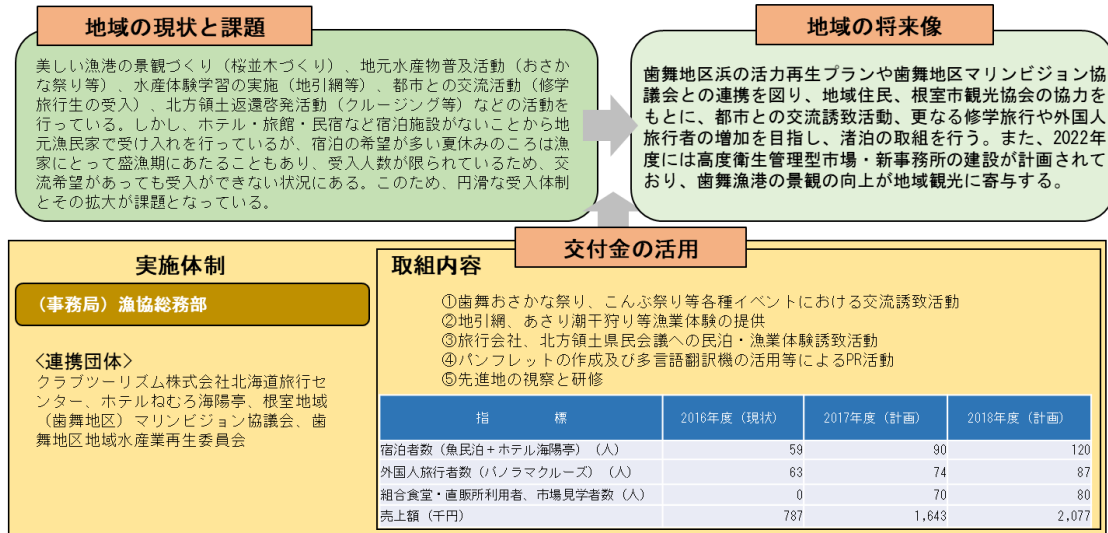 地域の現状と課題
美しい漁港の景観づくり（桜並木づくり）、地元水産物普及活動（おさか
な祭り等）、水産体験学習の実施（地引網等）、都市との交流活動（修学
旅行生の受入）、北方領土返還啓発活動（クルージング等）などの活動を
行っている。しかし、ホテル・旅館・民宿など宿泊施設がないことから地
元漁民家で受け入れを行っているが、宿泊の希望が多い夏休みのころは漁
家にとって盛漁期にあたることもあり、受入人数が限られているため、交
流希望があっても受入ができない状況にある。このため、円滑な受入体制
とその拡大が課題となっている。
地域の将来像
歯舞地区浜の活力再生プランや歯舞地区マリンビジョン協
議会との連携を図り、地域住民、根室市観光協会の協力を
もとに、都市との交流誘致活動、更なる修学旅行や外国人
旅行者の増加を目指し、渚泊の取組を行う。また、2022年
度には高度衛生管理型市場・新事務所の建設が計画されて
おり、歯舞漁港の景観の向上が地域観光に寄与する。
交付金の活用
実施体制
（事務局）漁協総務部
<連携団体>
クラブツーリズム株式会社北海道旅行セ
ンター、ホテルねむろ海陽亭、根室地域
（歯舞地区）マリンビジョン協議会、歯
舞地区地域水産業再生委員会
取組内容
①歯舞おさかな祭り、こんぶ祭り等各種イベントにおける交流誘致活動
②地引網、あさり潮干狩り等漁業体験の提供
③旅行会社、北方領土県民会議への民泊・漁業体験誘致活動
④パンフレットの作成及び多言語翻訳機の活用等によるPR活動
⑤先進地の視察と研修
指　標 2016年度（現状） 2017年度（計画） 2018年度（計画）
宿泊者数（魚民泊＋ホテル海陽亭）（人） 59 90 120
外国人旅行者数（パノラマクルーズ）（人） 63 74 87
組合食堂・直販所利用者、市場見学者数（人） 0 70 80
売上額（千円） 787 1,643 2,077